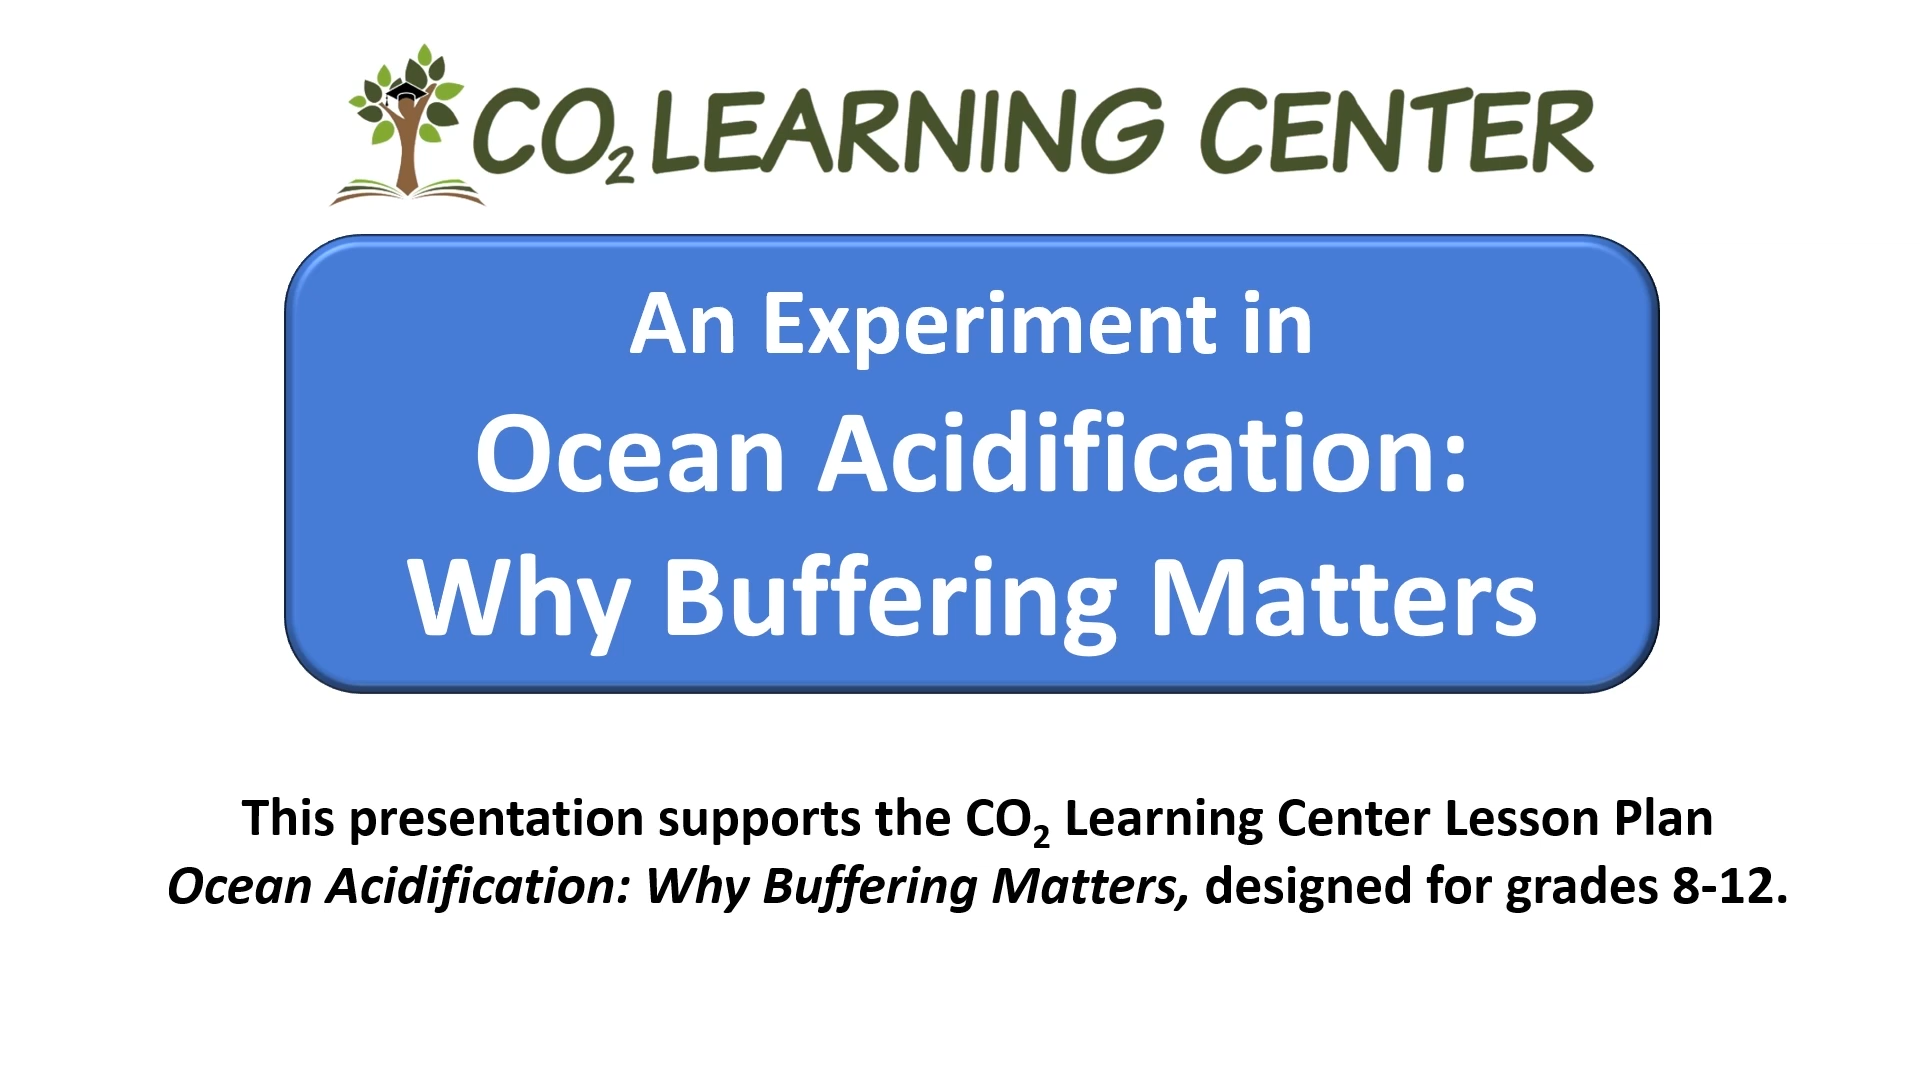 CO₂ LEARNING CENTER
An Experiment in
Ocean Acidification:
Why Buffering Matters
This presentation supports the CO₂ Learning Center Lesson Plan
Ocean Acidification: Why Buffering Matters, designed for grades 8-12.